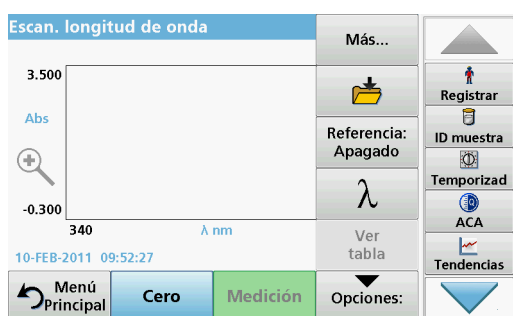 Escan. longitud de onda
3.500
Abs
-0.300
340
λ nm
10-FEB-2011 09:52:27
Menú
Principal
Cero
Medición
Más...
Referencia:
Apagado
λ
Ver
tabla
Opciones:
Registrar
ID muestra
Temporizad
ACA
Tendencias